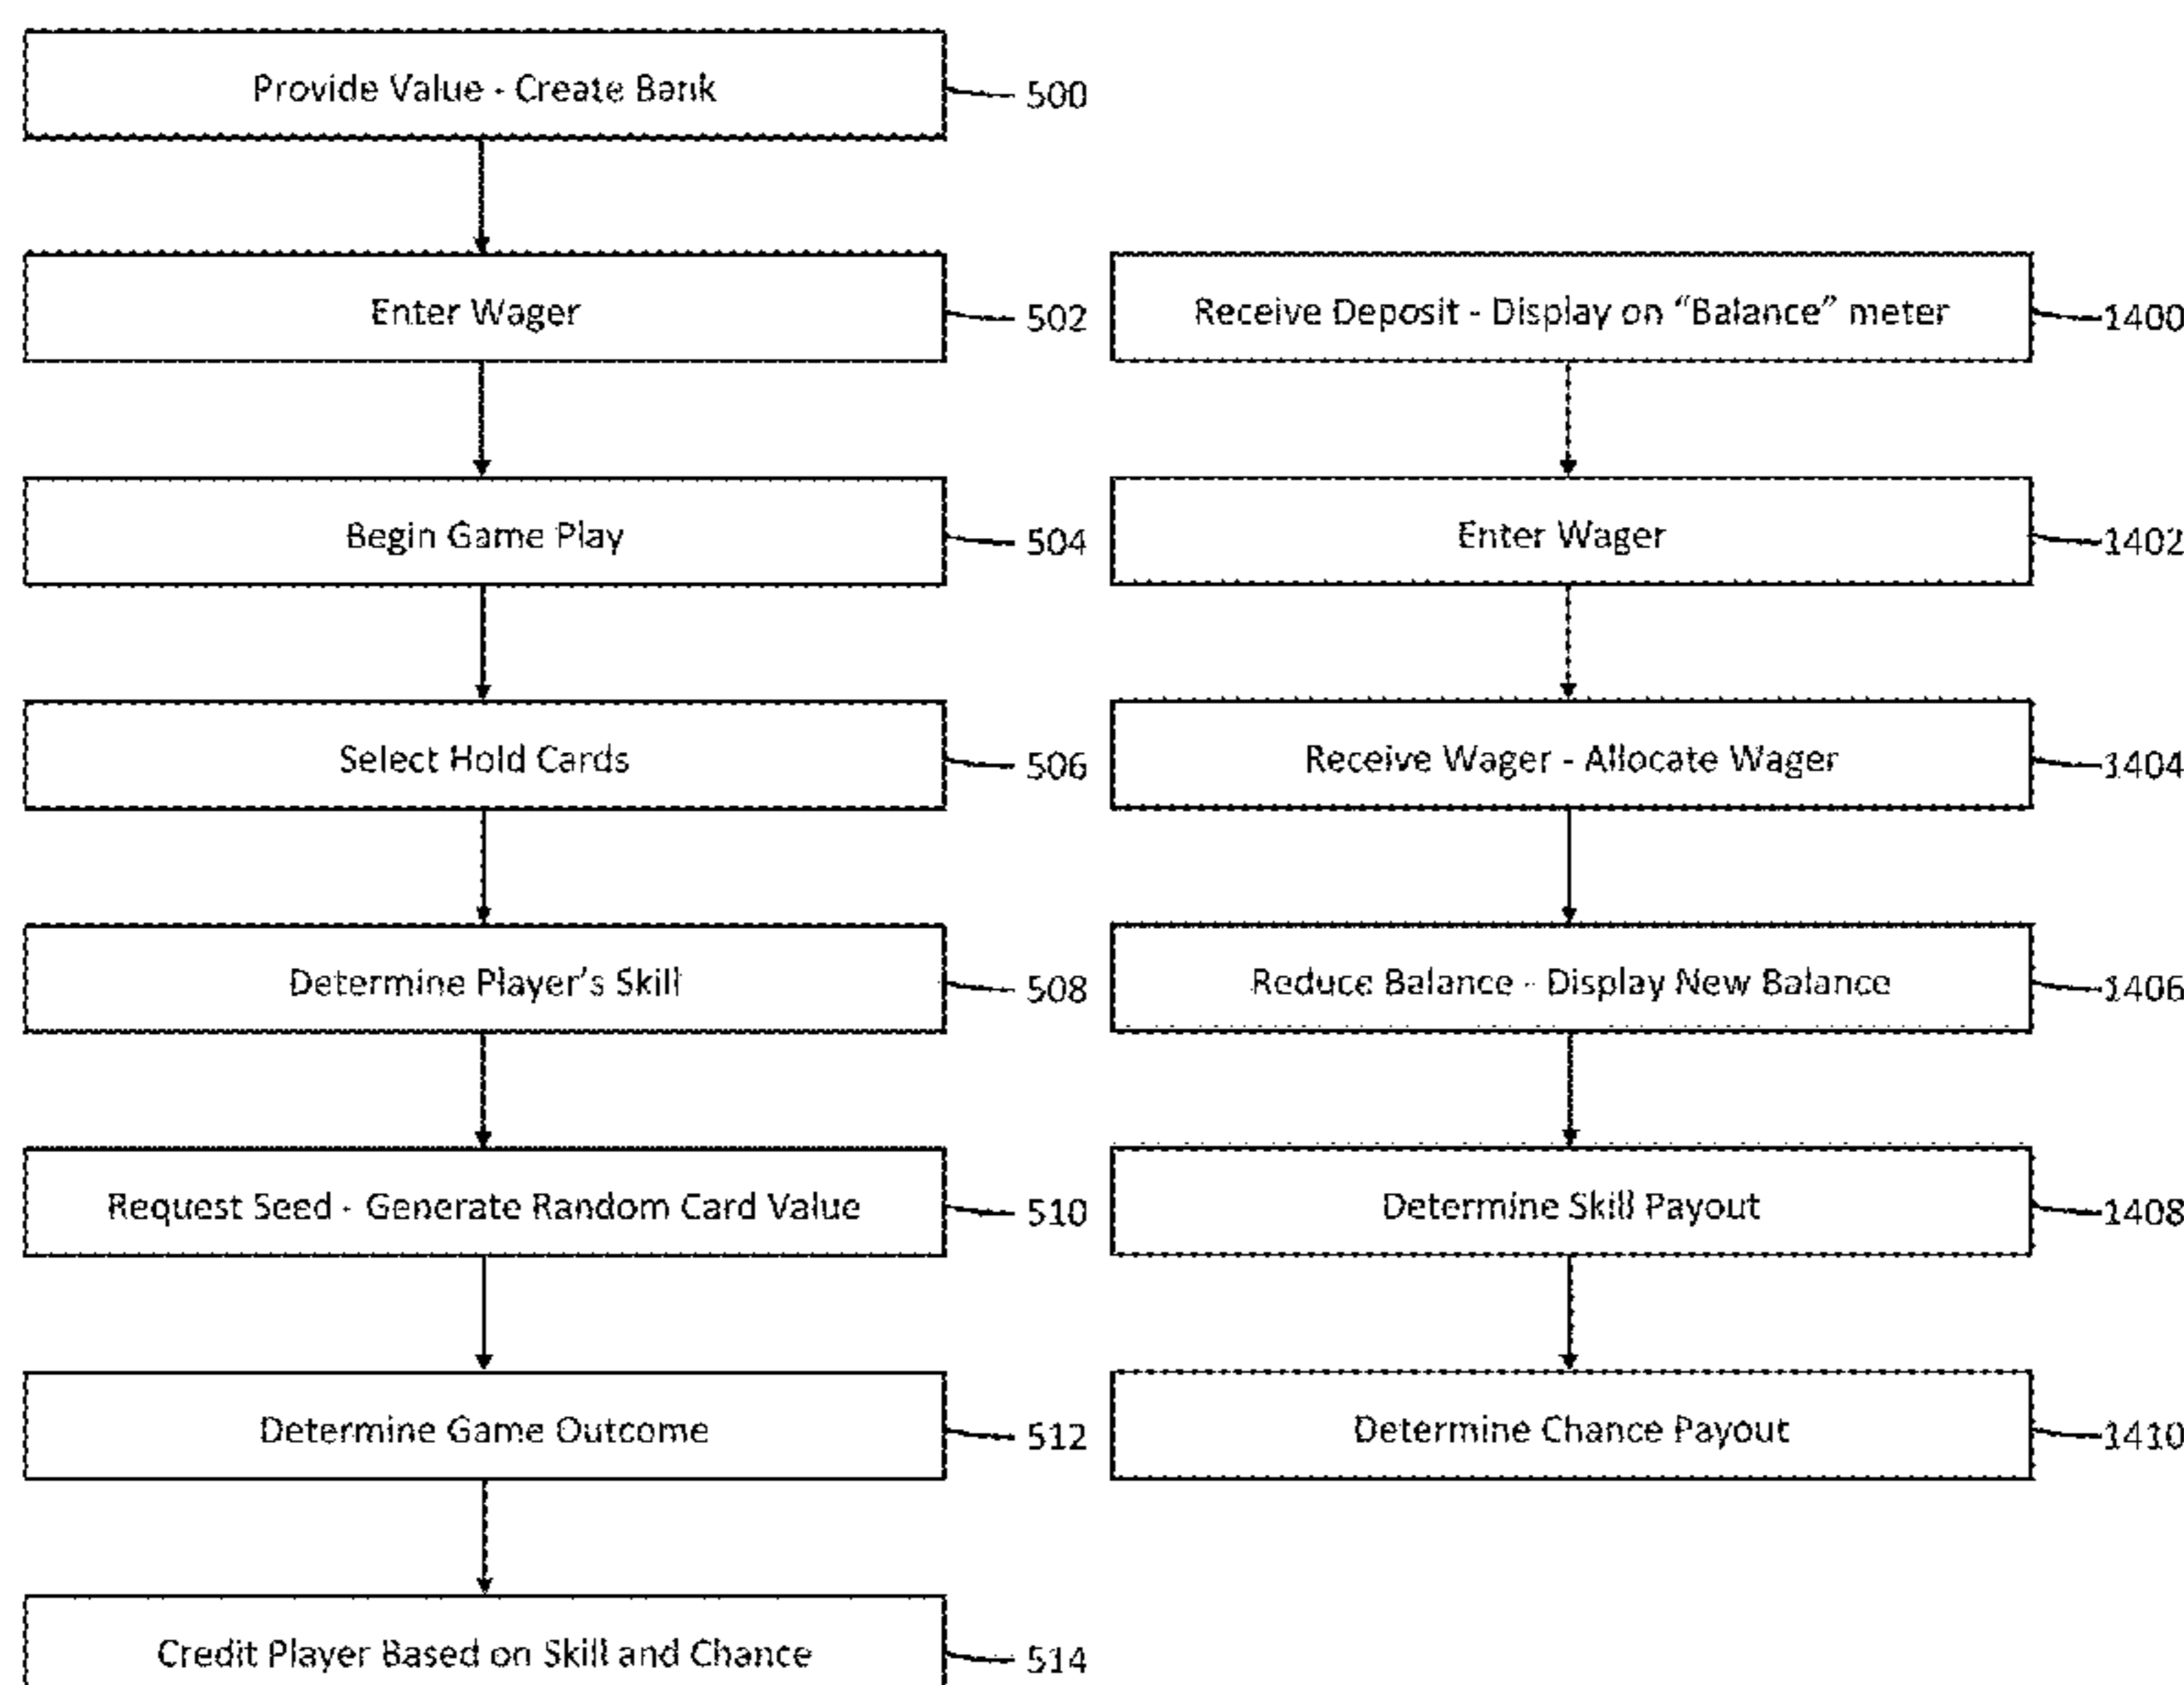 Provide Value - Create Bank
500
Enter Wager
502
Begin Game Play
504
Select Hold Cards
506
Determine Player's Skill
508
Request Seed - Generate Random Card Value
510
Determine Game Outcome
512
Credit Player Based on Skill and Chance
514
Receive Deposit - Display on “Balance” meter
1400
Enter Wager
1402
Receive Wager - Allocate Wager
1404
Reduce Balance - Display New Balance
1406
Determine Skill Payout
1408
Determine Chance Payout
1410